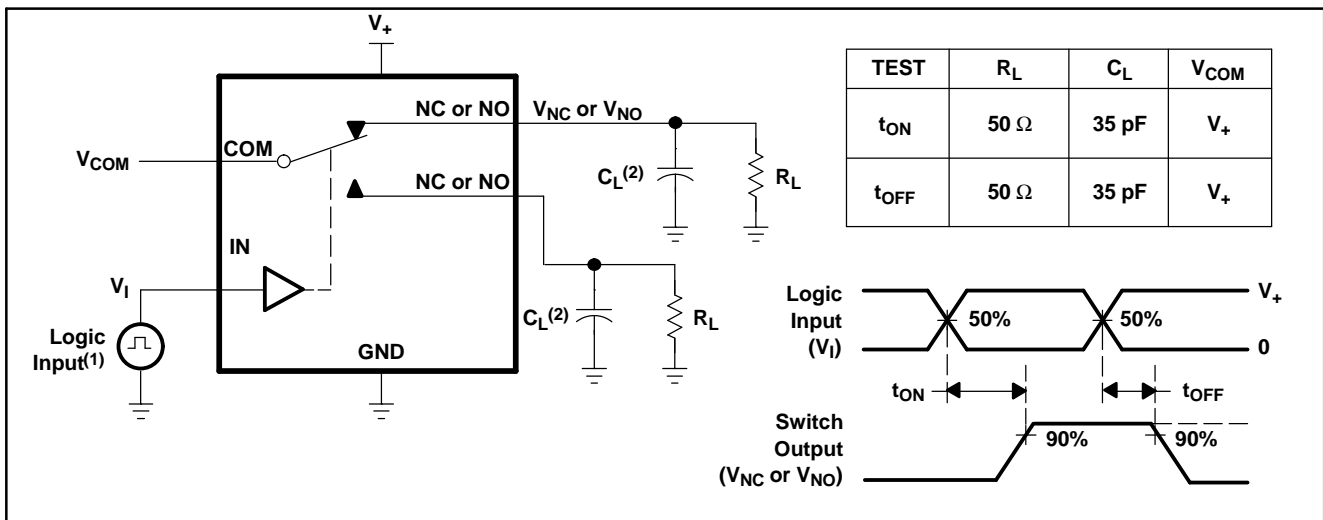 V+
NC or NO
VNC or VNO
VCOM
COM
CL(2)
RL
NC or NO
IN
VI
CL(2)
RL
Logic
Input(1)
GND
TEST RL CL VCOM
tON 50 Ω 35 pF V+
tOFF 50 Ω 35 pF V+
Logic
Input
(VI)
50%
50%
V+
0
tON
tOFF
Switch
Output
(VNC or VNO)
90%
90%